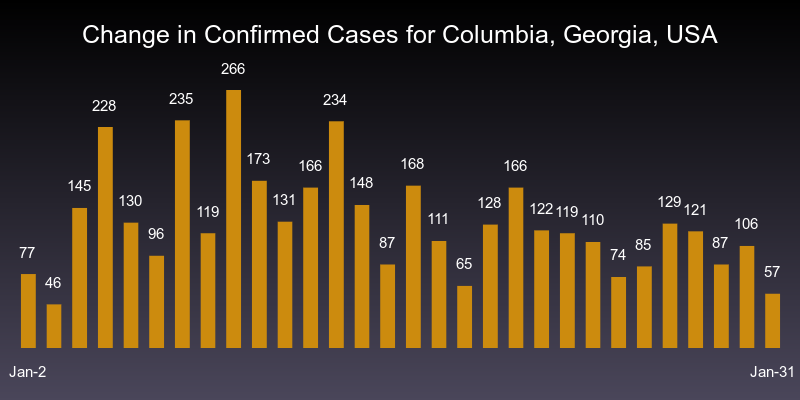 Change in Confirmed Cases for Columbia, Georgia, USA
77 46 145 228 130 96 235 119 266 173 131 166 234 148 87 168 111 65 128 166 122 119 110 74 85 129 121 87 106 57
Jan-2 Jan-31